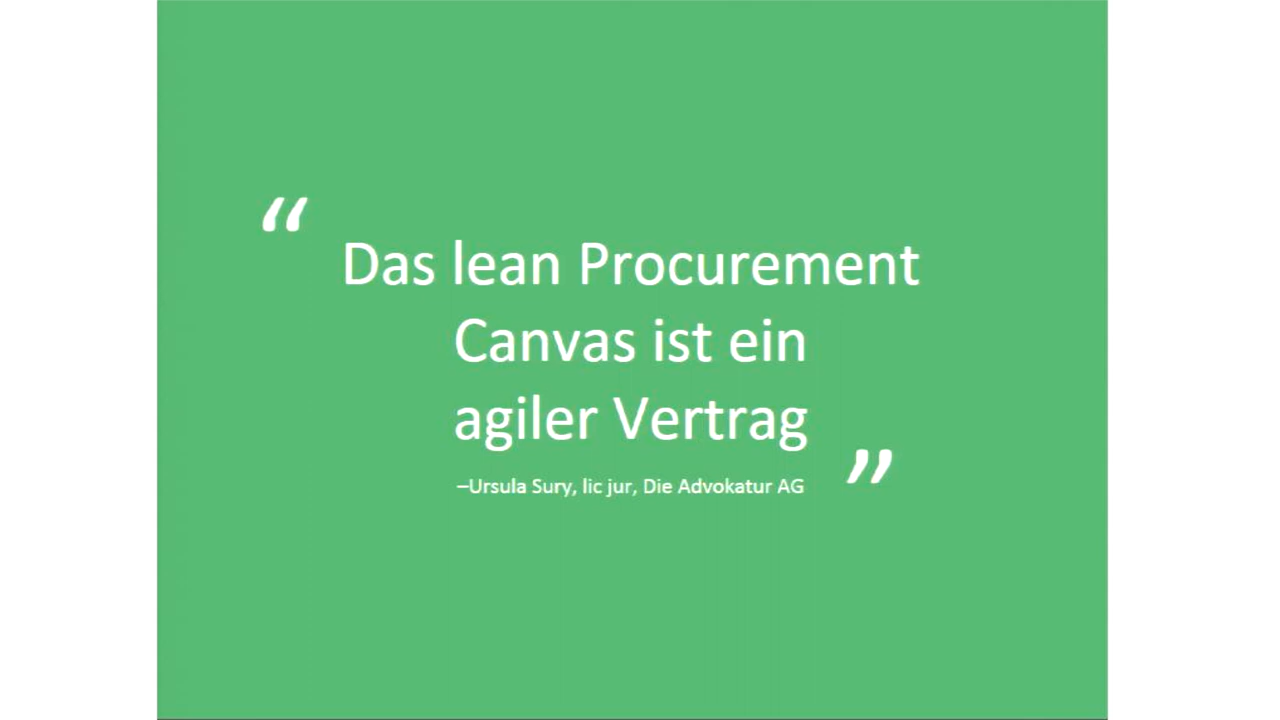 “
Das lean Procurement
Canvas ist ein
agiler Vertrag
”
–Ursula Sury, lic jur, Die Advokatur AG